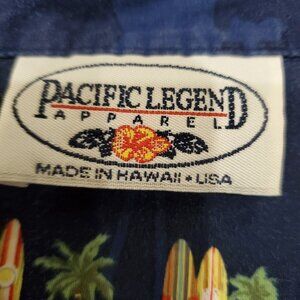 PACIFIC LEGEND
APPAREL
MADE IN HAWAII • USA